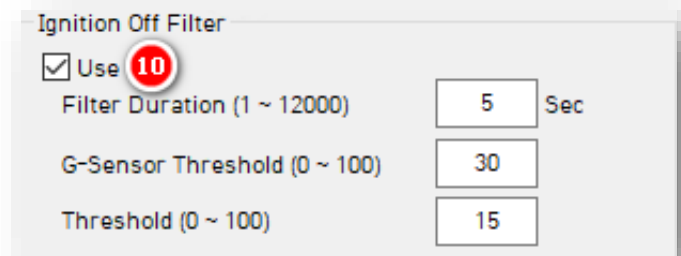 Ignition Off Filter
Use 10
Filter Duration (1 ~ 12000) 5 Sec
G-Sensor Threshold (0 ~ 100) 30
Threshold (0 ~ 100) 15